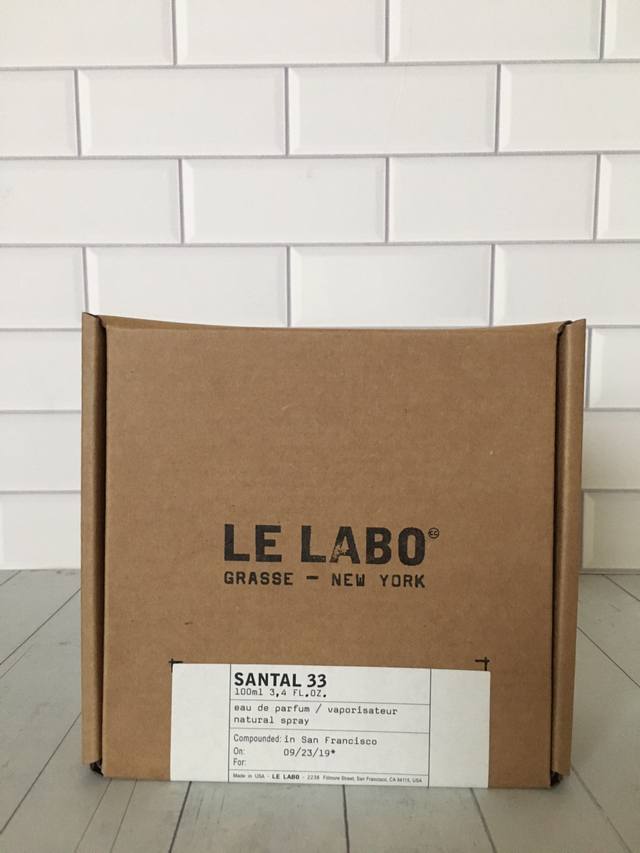 LE LABO
GRASSE — NEW YORK
SANTAL 33
100ml 3,4 FL.OZ.
eau de parfum / vaporisateur
natural spray
Compounded: in San Francisco
On: 09/23/19*
For:
Made in USA - LE LABO - 2238 Fillmore Street, San Francisco, CA 94115, USA